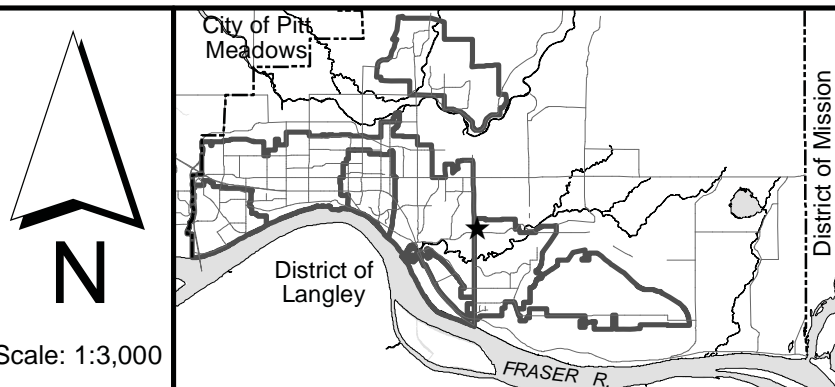 N
Scale: 1:3,000
City of Pitt
Meadows
District of
Langley
FRASER R.
District of Mission